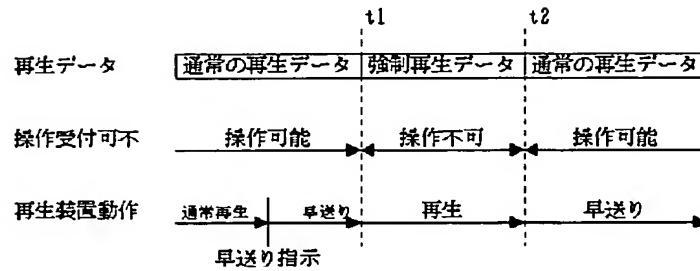 t1 t2
再生データ 通常の再生データ 強制再生データ 通常の再生データ
操作受付可不 操作可能 操作不可 操作可能
再生装置動作 通常再生 早送り 再生 早送り
早送り指示